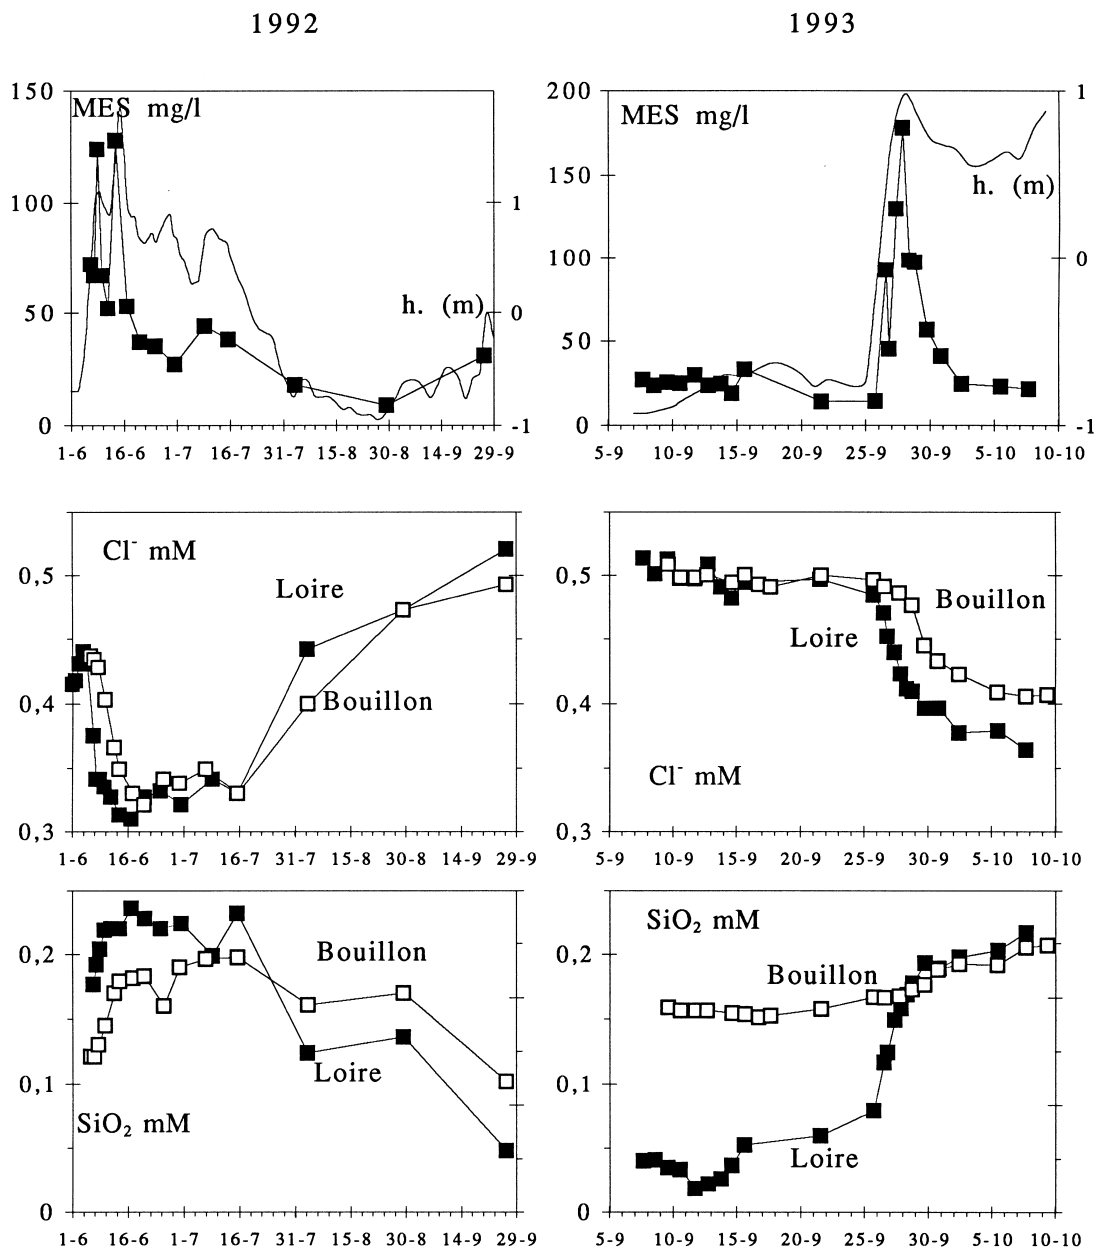 1992
1993
150
MES mg/l
100
1
50
h. (m)
0
0
-1
1-6 16-6 1-7 16-7 31-7 15-8 30-8 14-9 29-9
200
1
MES mg/l
150
h. (m)
100
0
50
0
-1
5-9 10-9 15-9 20-9 25-9 30-9 5-10 10-10
Cl⁻ mM
0,5
Loire
Bouillon
0,4
0,3
1-6 16-6 1-7 16-7 31-7 15-8 30-8 14-9 29-9
0,5
Bouillon
Loire
0,4
Cl⁻ mM
0,3
5-9 10-9 15-9 20-9 25-9 30-9 5-10 10-10
Bouillon
0,2
Loire
0,1
SiO₂ mM
0
1-6 16-6 1-7 16-7 31-7 15-8 30-8 14-9 29-9
SiO₂ mM
0,2
Bouillon
0,1
Loire
0
5-9 10-9 15-9 20-9 25-9 30-9 5-10 10-10